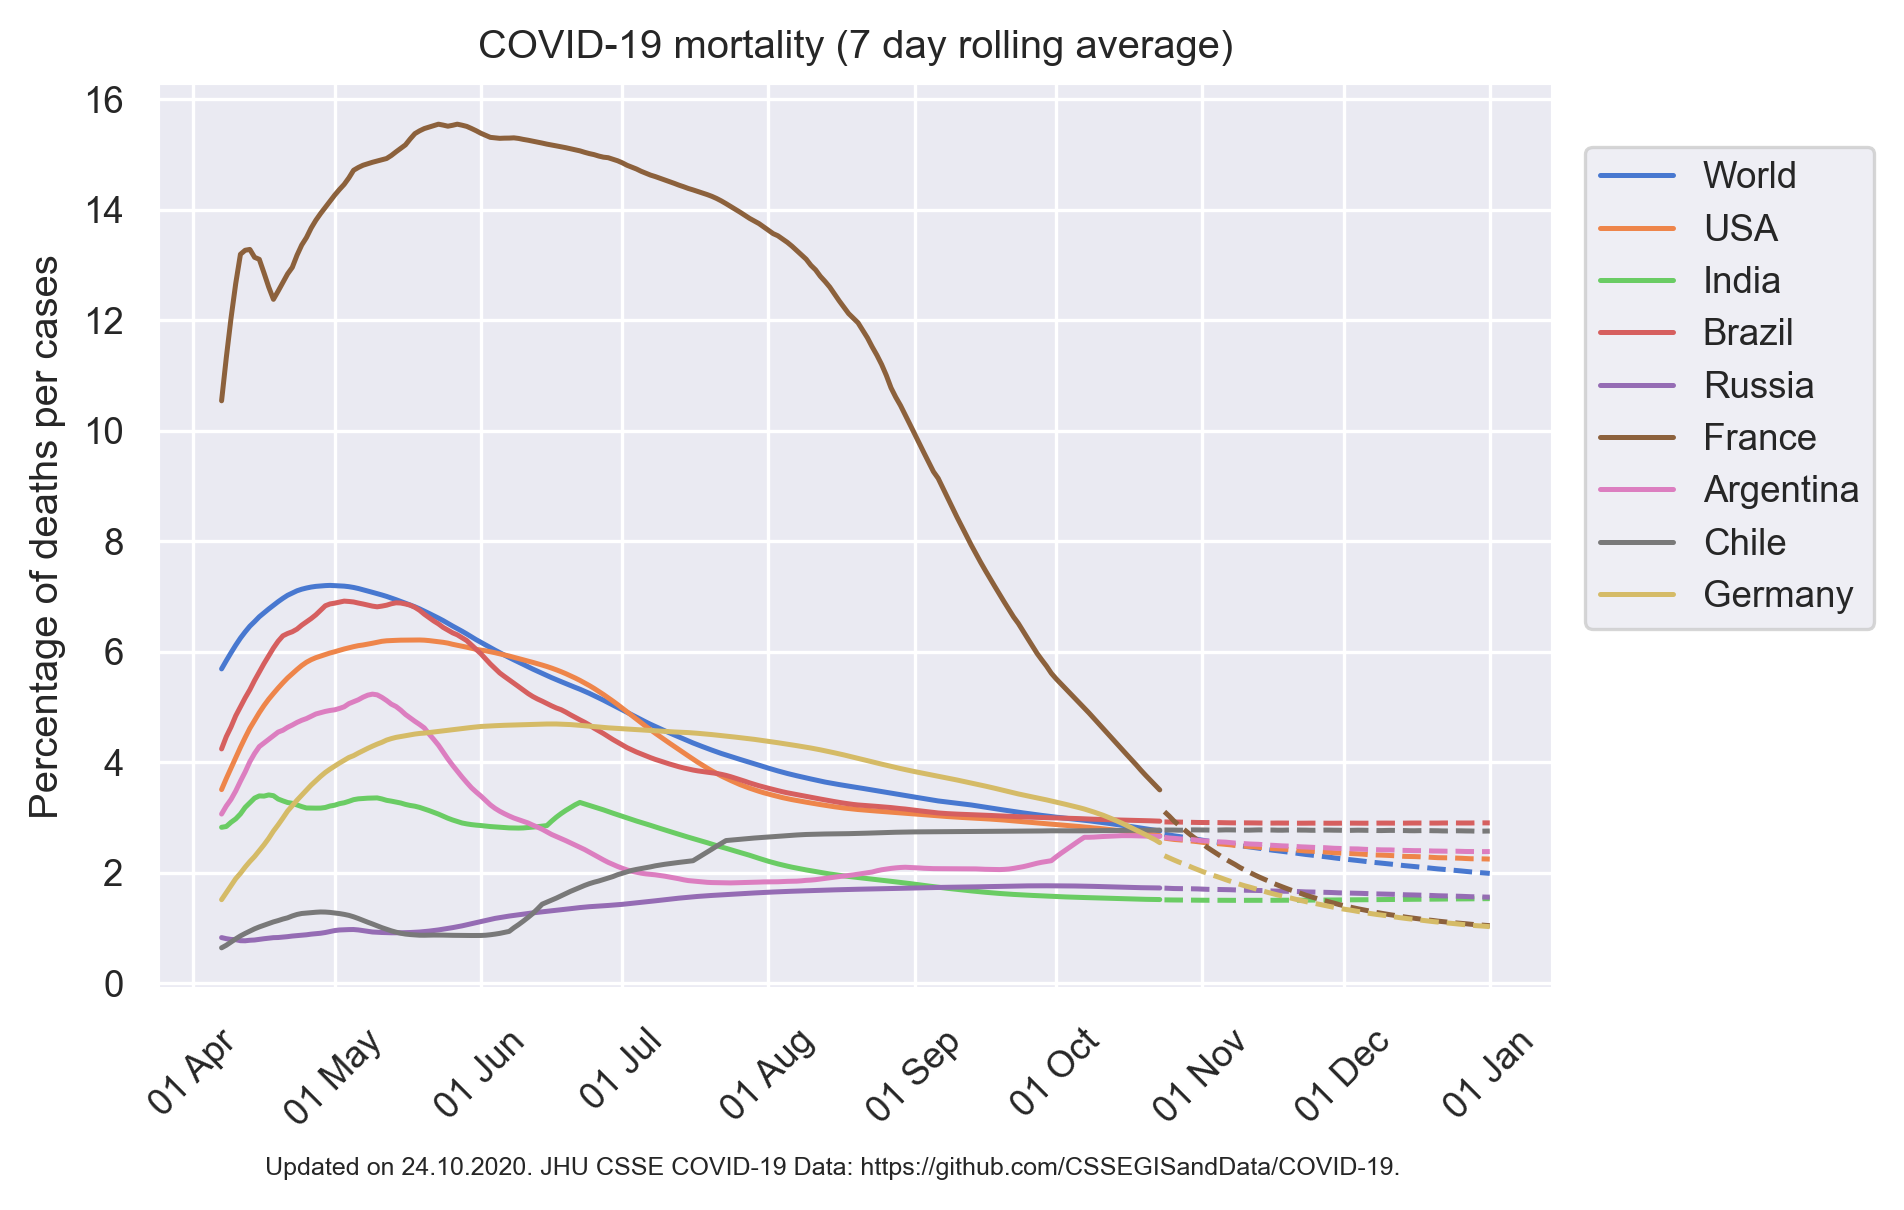 COVID-19 mortality (7 day rolling average)
Percentage of deaths per cases
16
14
12
10
8
6
4
2
0
01 Apr
01 May
01 Jun
01 Jul
01 Aug
01 Sep
01 Oct
01 Nov
01 Dec
01 Jan
World
USA
India
Brazil
Russia
France
Argentina
Chile
Germany
Updated on 24.10.2020. JHU CSSE COVID-19 Data: https://github.com/CSSEGISandData/COVID-19.